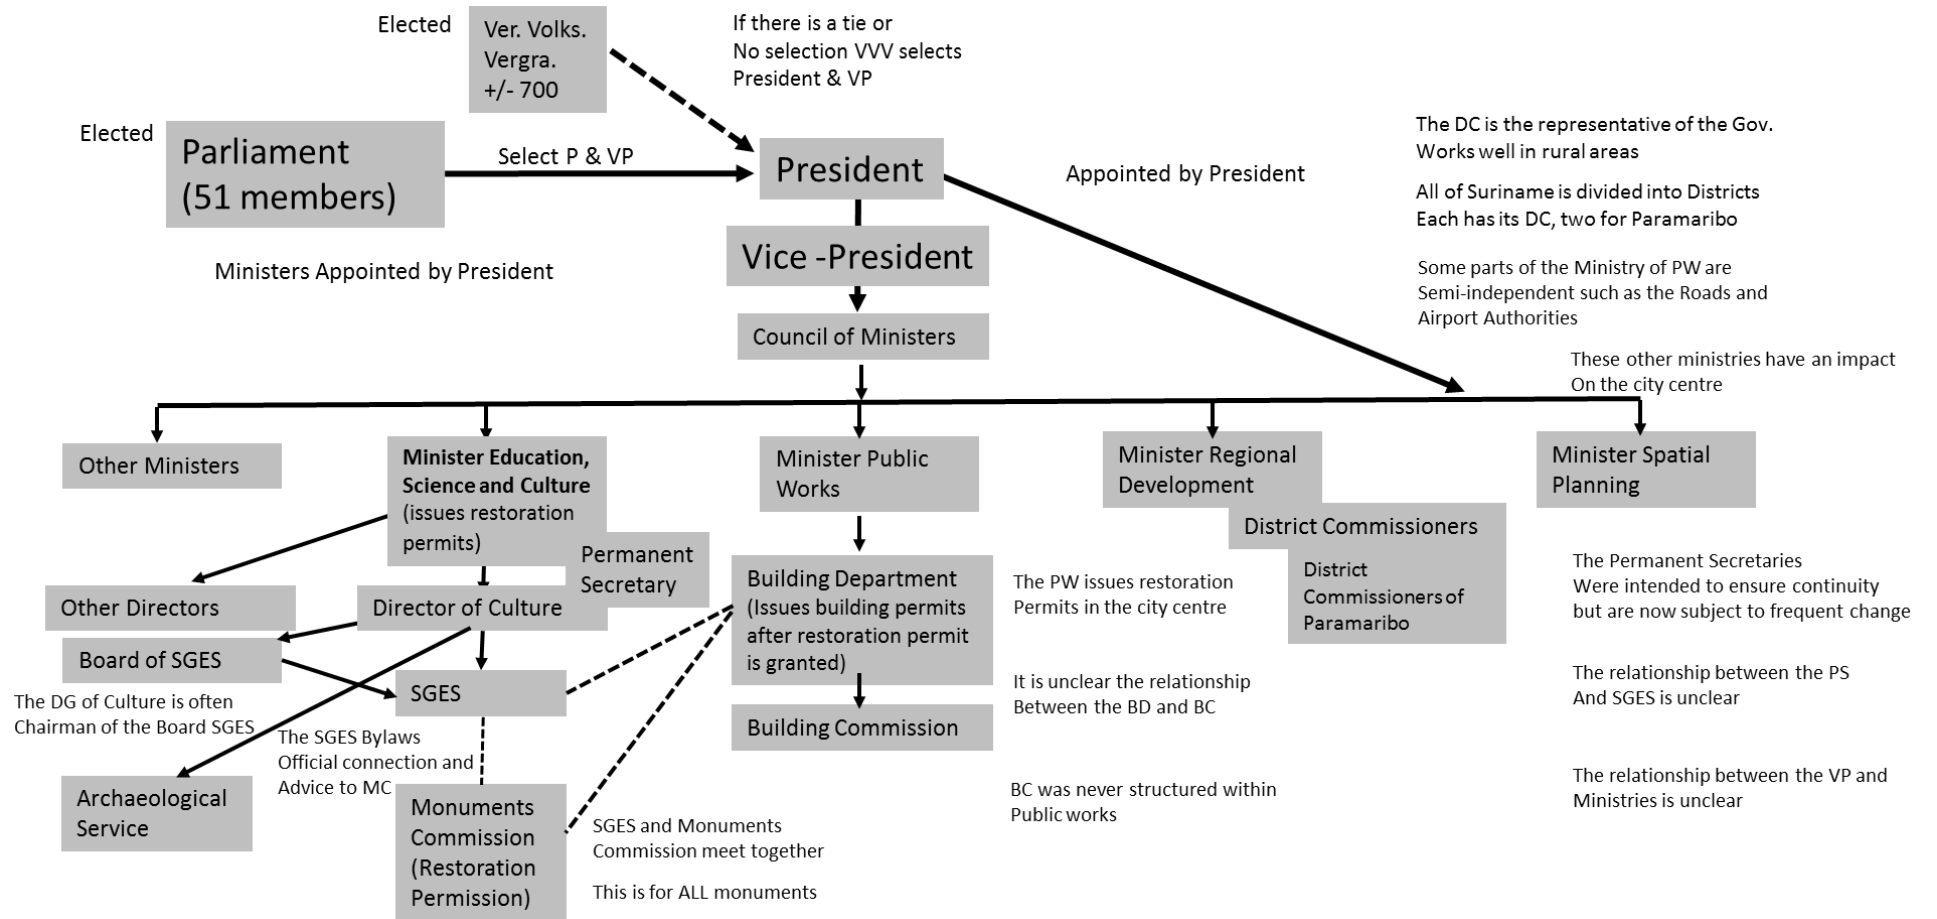 Elected
Ver. Volks.
Vergra.
+/- 700
If there is a tie or
No selection VVV selects
President & VP
Elected
Parliament
(51 members)
Select P & VP
President
Appointed by President
The DC is the representative of the Gov.
Works well in rural areas
All of Suriname is divided into Districts
Each has its DC, two for Paramaribo
Vice -President
Ministers Appointed by President
Some parts of the Ministry of PW are
Semi-independent such as the Roads and
Airport Authorities
Council of Ministers
These other ministries have an impact
On the city centre
Other Ministers
Minister Education,
Science and Culture
(issues restoration
permits)
Minister Public
Works
Minister Regional
Development
Minister Spatial
Planning
District Commissioners
District
Commissioners of
Paramaribo
Permanent
Secretary
Other Directors
Director of Culture
Building Department
(Issues building permits
after restoration permit
is granted)
The PW issues restoration
Permits in the city centre
The Permanent Secretaries
Were intended to ensure continuity
but are now subject to frequent change
Board of SGES
SGES
The DG of Culture is often
Chairman of the Board SGES
It is unclear the relationship
Between the BD and BC
The relationship between the PS
And SGES is unclear
Building Commission
The SGES Bylaws
Official connection and
Advice to MC
Archaeological
Service
Monuments
Commission
(Restoration
Permission)
SGES and Monuments
Commission meet together
This is for ALL monuments
BC was never structured within
Public works
The relationship between the VP and
Ministries is unclear